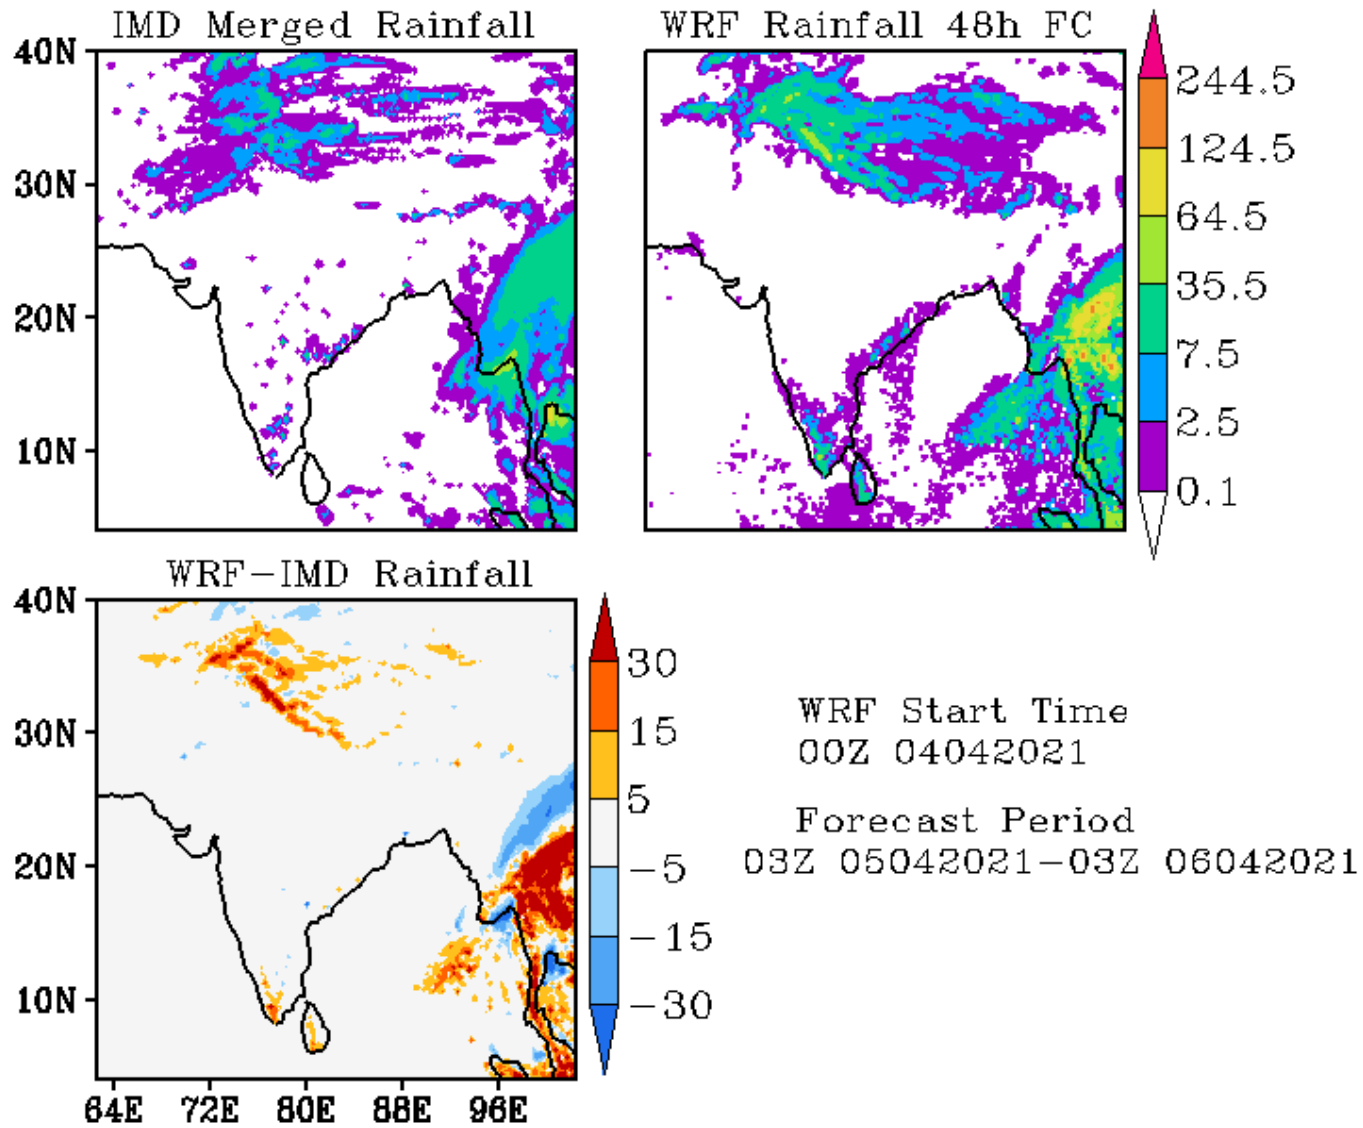 IMD Merged Rainfall
WRF Rainfall 48h FC
40N
30N
20N
10N
244.5
124.5
64.5
35.5
7.5
2.5
0.1
WRF-IMD Rainfall
40N
30N
20N
10N
64E 72E 80E 88E 96E
30
15
5
-5
-15
-30
WRF Start Time
00Z 04042021
Forecast Period
03Z 05042021-03Z 06042021